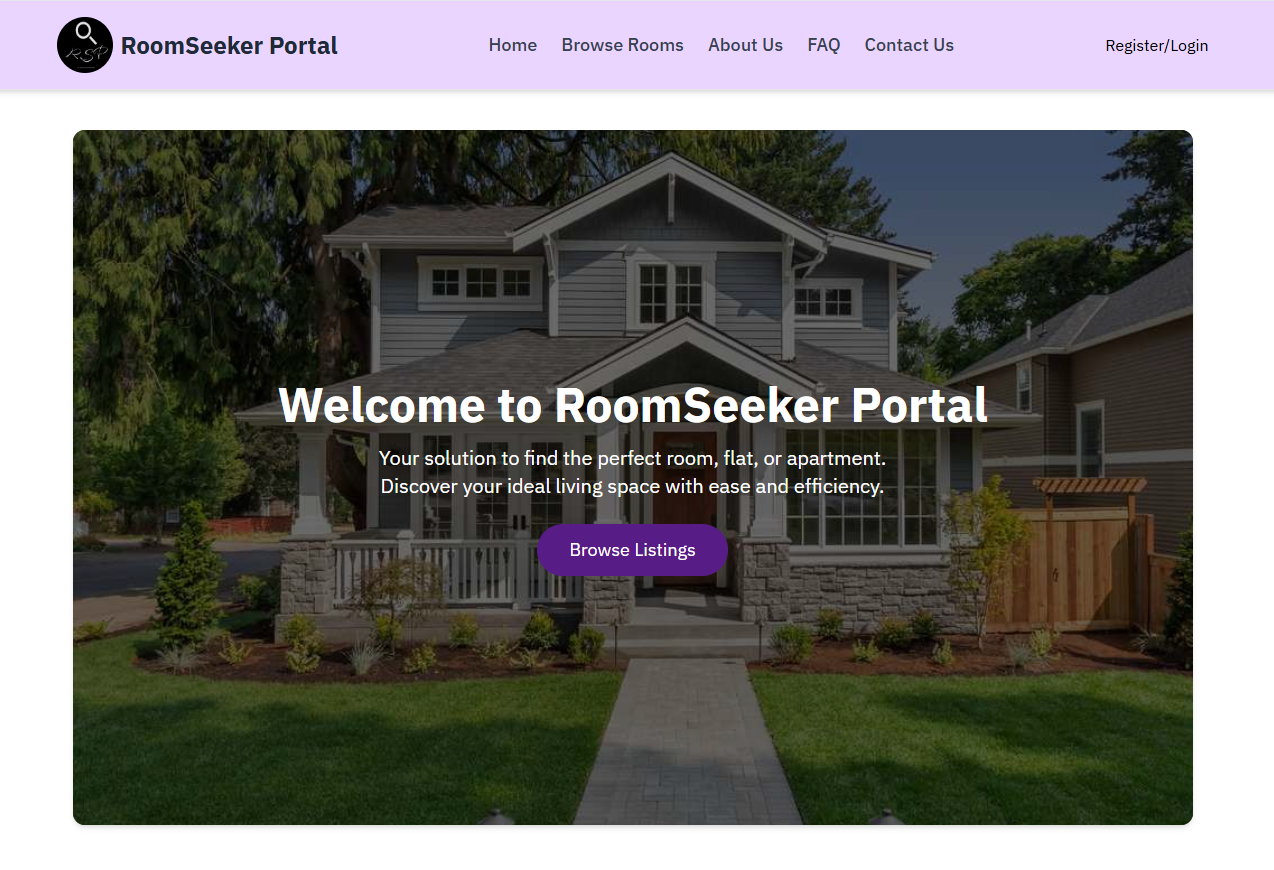 RSP
RoomSeeker Portal
Home
Browse Rooms
About Us
FAQ
Contact Us
Register/Login
Welcome to RoomSeeker Portal
Your solution to find the perfect room, flat, or apartment.
Discover your ideal living space with ease and efficiency.
Browse Listings